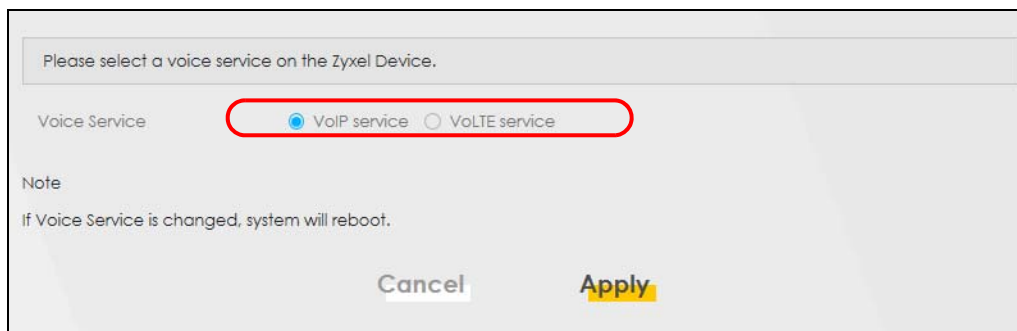 Please select a voice service on the Zyxel Device.
Voice Service VoIP service VoLTE service
Note
If Voice Service is changed, system will reboot.
Cancel Apply